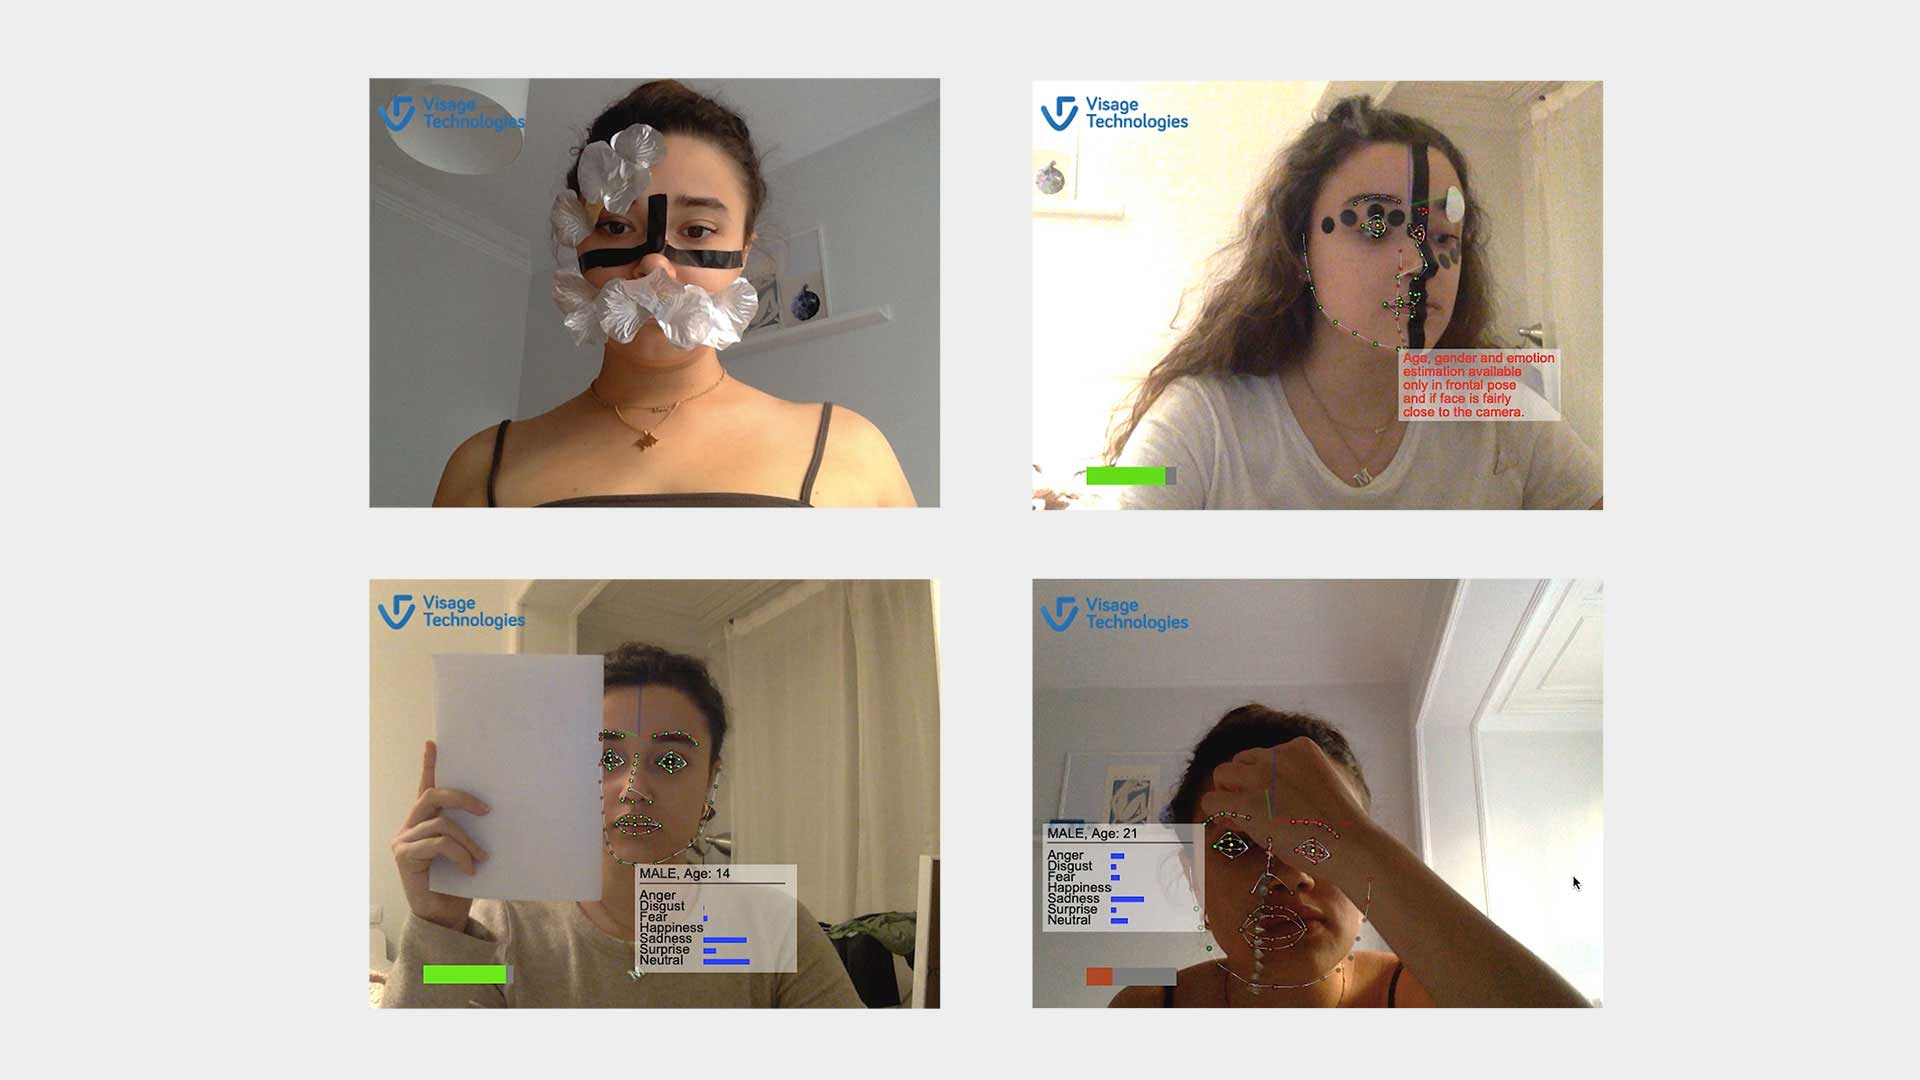 Visage
Technologies
Visage
Technologies
Age, gender and emotion
estimation available
only in frontal pose
and if face is fairly
close to the camera.
Visage
Technologies
MALE, Age: 14
Anger
Disgust
Fear
Happiness
Sadness
Surprise
Neutral
M
Visage
Technologies
MALE, Age: 21
Anger
Disgust
Fear
Happiness
Sadness
Surprise
Neutral